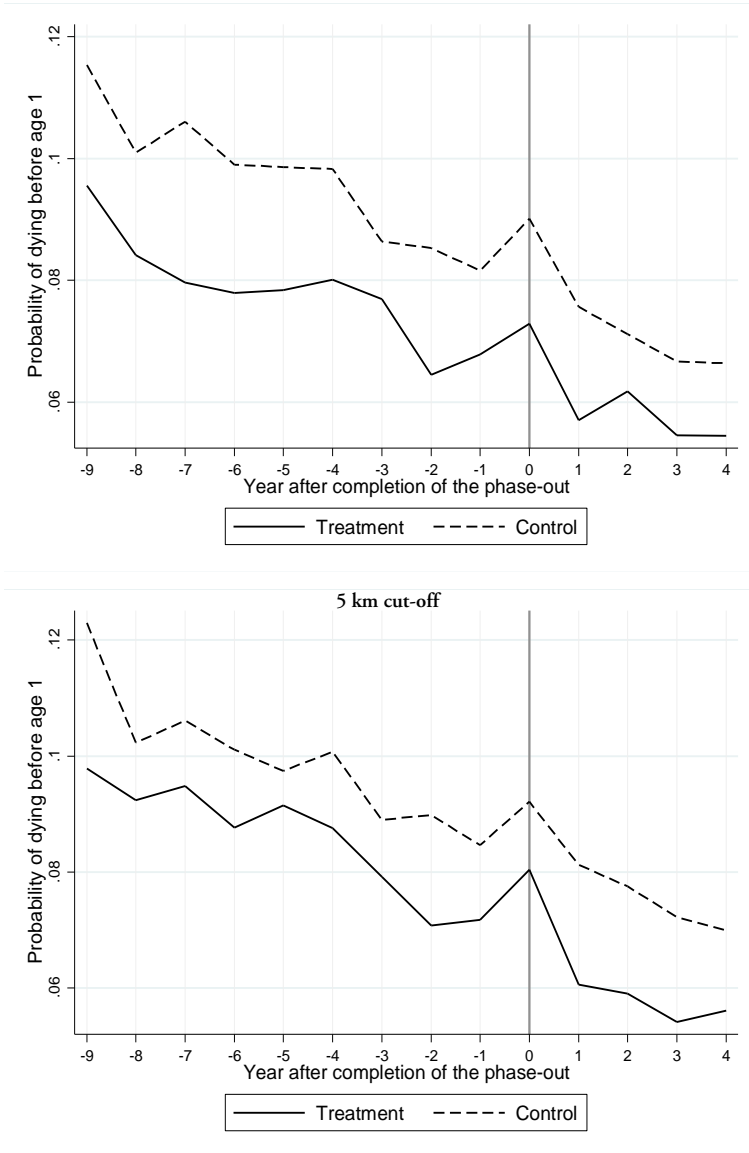 .12
.1
.08
.06
Probability of dying before age 1
-9 -8 -7 -6 -5 -4 -3 -2 -1 0 1 2 3 4
Year after completion of the phase-out
Treatment Control
5 km cut-off
.12
.1
.08
.06
Probability of dying before age 1
-9 -8 -7 -6 -5 -4 -3 -2 -1 0 1 2 3 4
Year after completion of the phase-out
Treatment Control